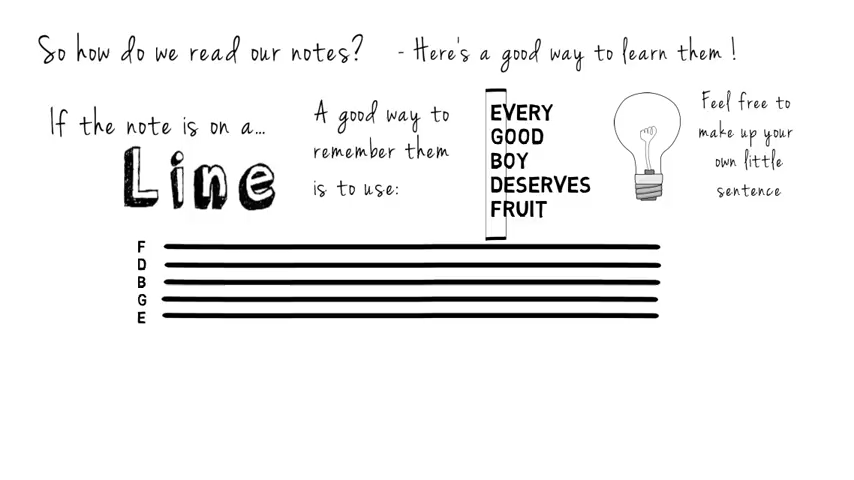 So how do we read our notes? - Here's a good way to learn them !
If the note is on a...
Line
A good way to
remember them
is to use:
EVERY
GOOD
BOY
DESERVES
FRUIT
Feel free to
make up your
own little
sentence
F
D
B
G
E